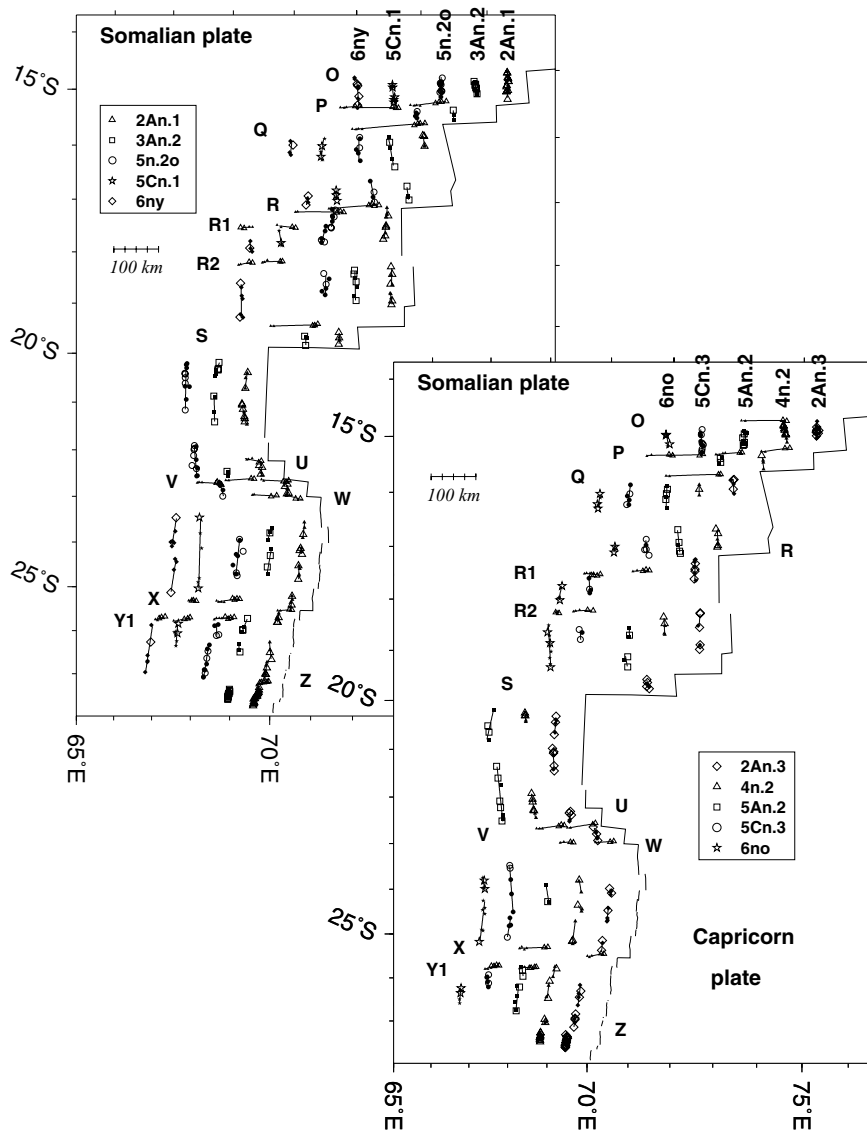 Somalian plate
6ny
5Cn.1
5n.2o
3An.2
2An.1
15°S
O
P
2An.1
3An.2
5n.2o
5Cn.1
6ny
Q
R
R1
100 km
R2
S
20°S
U
V
W
25°S
X
Y1
Z
65°E
70°E
Somalian plate
6no
5Cn.3
5An.2
4n.2
2An.3
15°S
O
P
100 km
Q
R
R1
R2
S
20°S
2An.3
4n.2
5An.2
5Cn.3
6no
U
V
W
25°S
X
Capricorn
plate
Y1
Z
65°E
70°E
75°E